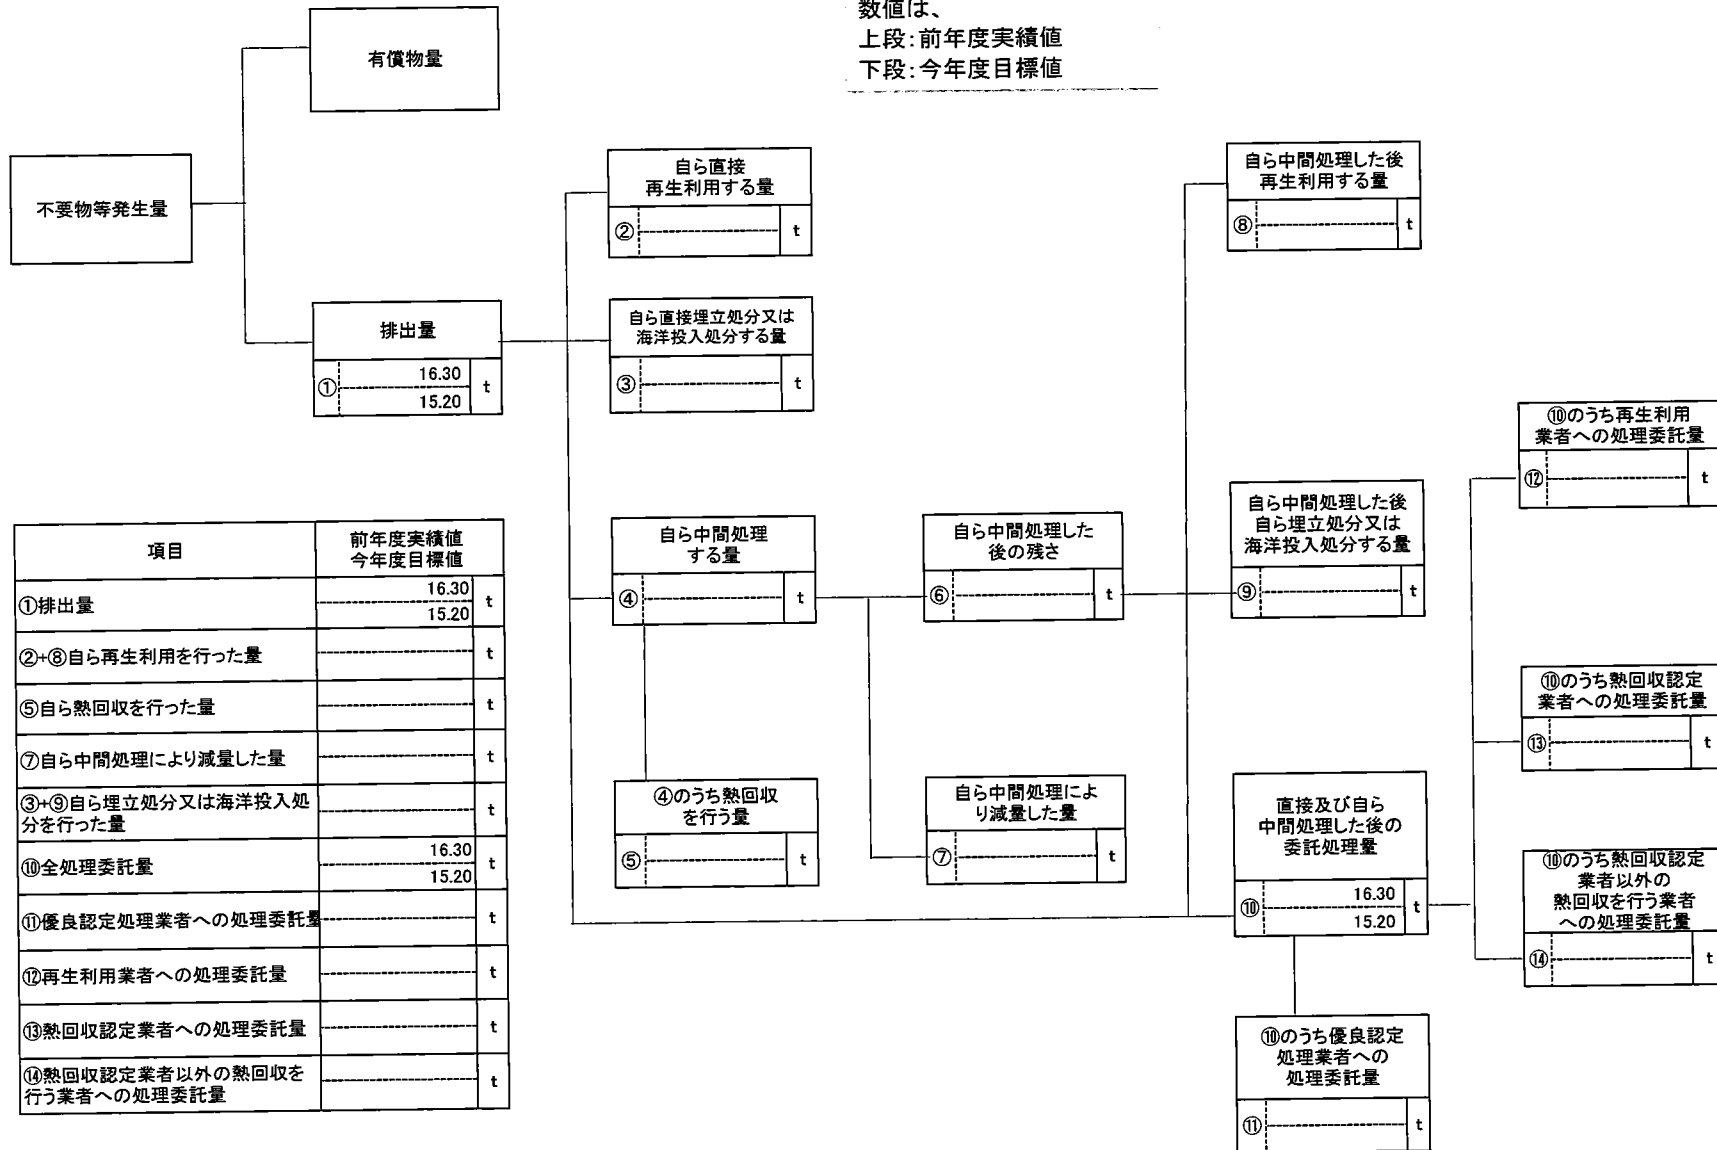 数値は、
上段:前年度実績値
下段:今年度目標値
有償物量
不要物等発生量
排出量
① 16.30 t
15.20
自ら直接
再生利用する量
② t
自ら直接埋立処分又は
海洋投入処分する量
③ t
自ら中間処理
する量
④ t
④のうち熱回収
を行う量
⑤ t
自ら中間処理した
後の残さ
⑥ t
自ら中間処理によ
り減量した量
⑦ t
自ら中間処理した後
再生利用する量
⑧ t
自ら中間処理した後
自ら埋立処分又は
海洋投入処分する量
⑨ t
直接及び自ら
中間処理した後の
委託処理量
⑩ 16.30 t
15.20
⑩のうち優良認定
処理業者への
処理委託量
⑪ t
⑩のうち再生利用
業者への処理委託量
⑫ t
⑩のうち熱回収認定
業者への処理委託量
⑬ t
⑩のうち熱回収認定
業者以外の
熱回収を行う業者
への処理委託量
⑭ t
項目 前年度実績値
今年度目標値
①排出量 16.30 t
15.20
②+⑧自ら再生利用を行った量 t
⑤自ら熱回収を行った量 t
⑦自ら中間処理により減量した量 t
③+⑨自ら埋立処分又は海洋投入処
分を行った量 t
⑩全処理委託量 16.30 t
15.20
⑪優良認定処理業者への処理委託量 t
⑫再生利用業者への処理委託量 t
⑬熱回収認定業者への処理委託量 t
⑭熱回収認定業者以外の熱回収を
行う業者への処理委託量 t